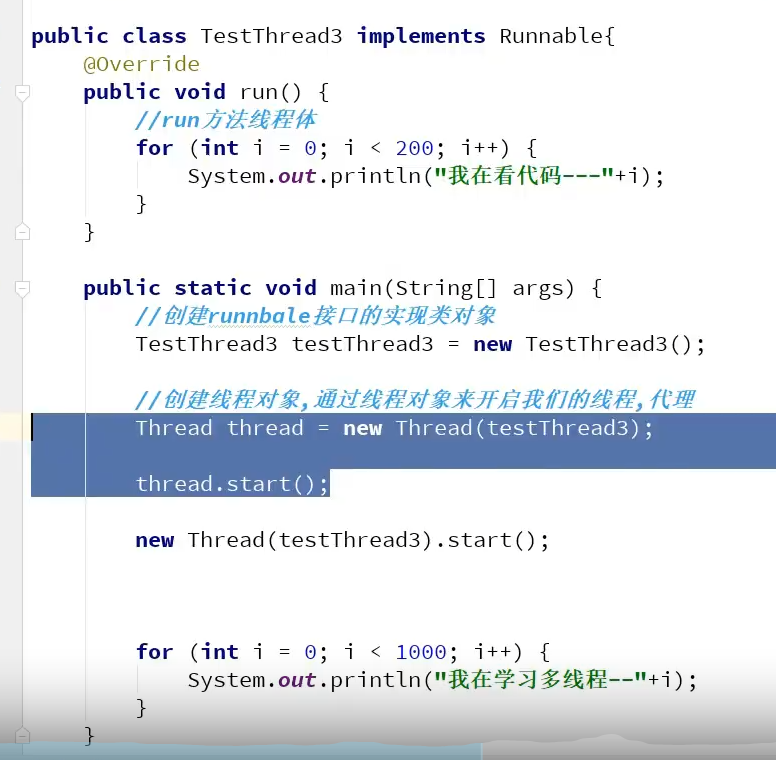 public class TestThread3 implements Runnable{
@Override
public void run() {
//run方法线程体
for (int i = 0; i < 200; i++) {
System.out.println("我在看代码---"+i);
}
}
public static void main(String[] args) {
//创建runnbale接口的实现类对象
TestThread3 testThread3 = new TestThread3();
//创建线程对象,通过线程对象来开启我们的线程,代理
Thread thread = new Thread(testThread3);
thread.start();
new Thread(testThread3).start();
for (int i = 0; i < 1000; i++) {
System.out.println("我在学习多线程--"+i);
}
}